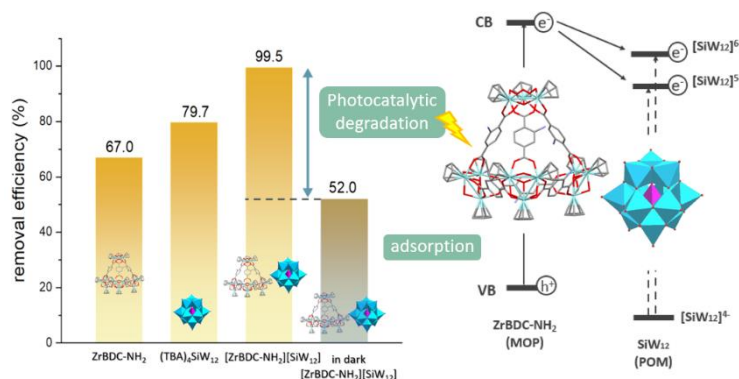 removal efficiency (%)
100
80
60
40
20
0
67.0
79.7
99.5
52.0
ZrBDC-NH₂
(TBA)₄SiW₁₂
[ZrBDC-NH₂][SiW₁₂]
in dark
[ZrBDC-NH₂][SiW₁₂]
Photocatalytic
degradation
adsorption
CB
e⁻
VB
h⁺
ZrBDC-NH₂
(MOP)
e⁻
[SiW₁₂]⁶
e⁻
[SiW₁₂]⁵
[SiW₁₂]⁴⁻
SiW₁₂
(POM)